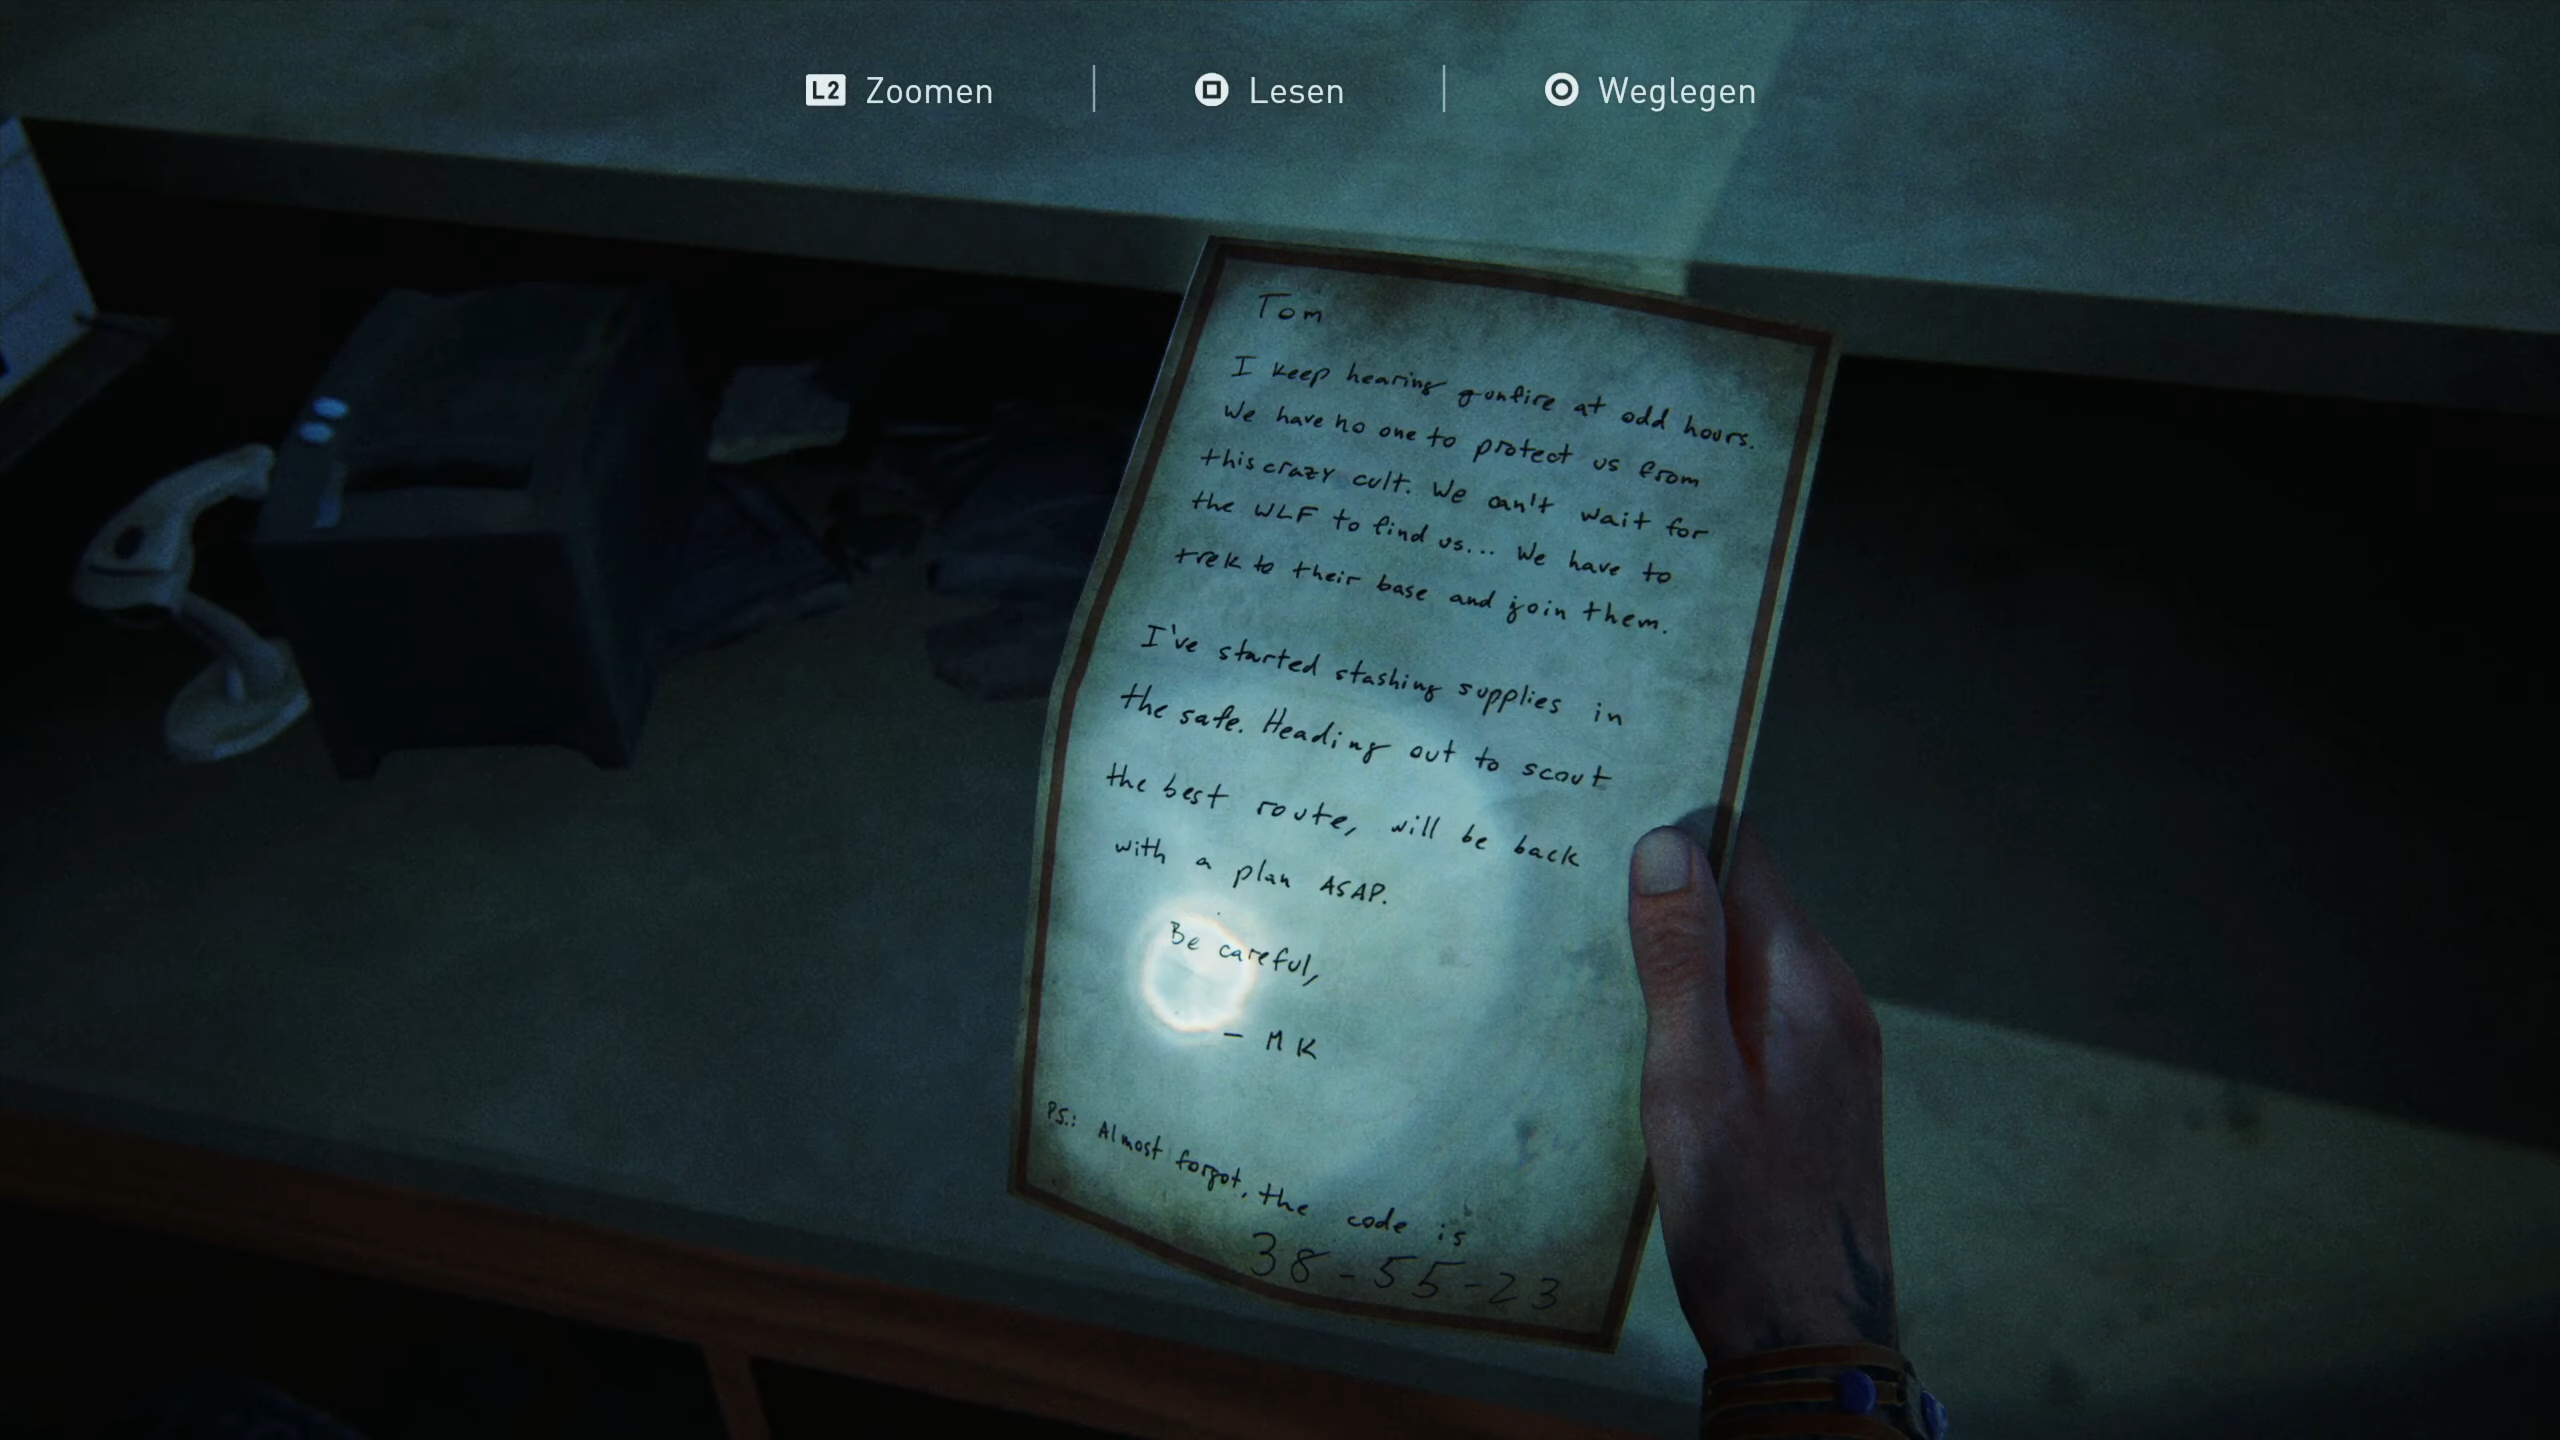 L2 Zoomen Lesen Weglegen
Tom
I keep hearing gunfire at odd hours.
We have no one to protect us from
this crazy cult. We can't wait for
the WLF to find us... We have to
trek to their base and join them.
I've started stashing supplies in
the safe. Heading out to scout
the best route, will be back
with a plan ASAP.
Be careful,
- MK
PS.: Almost forgot, the code is
38-55-23